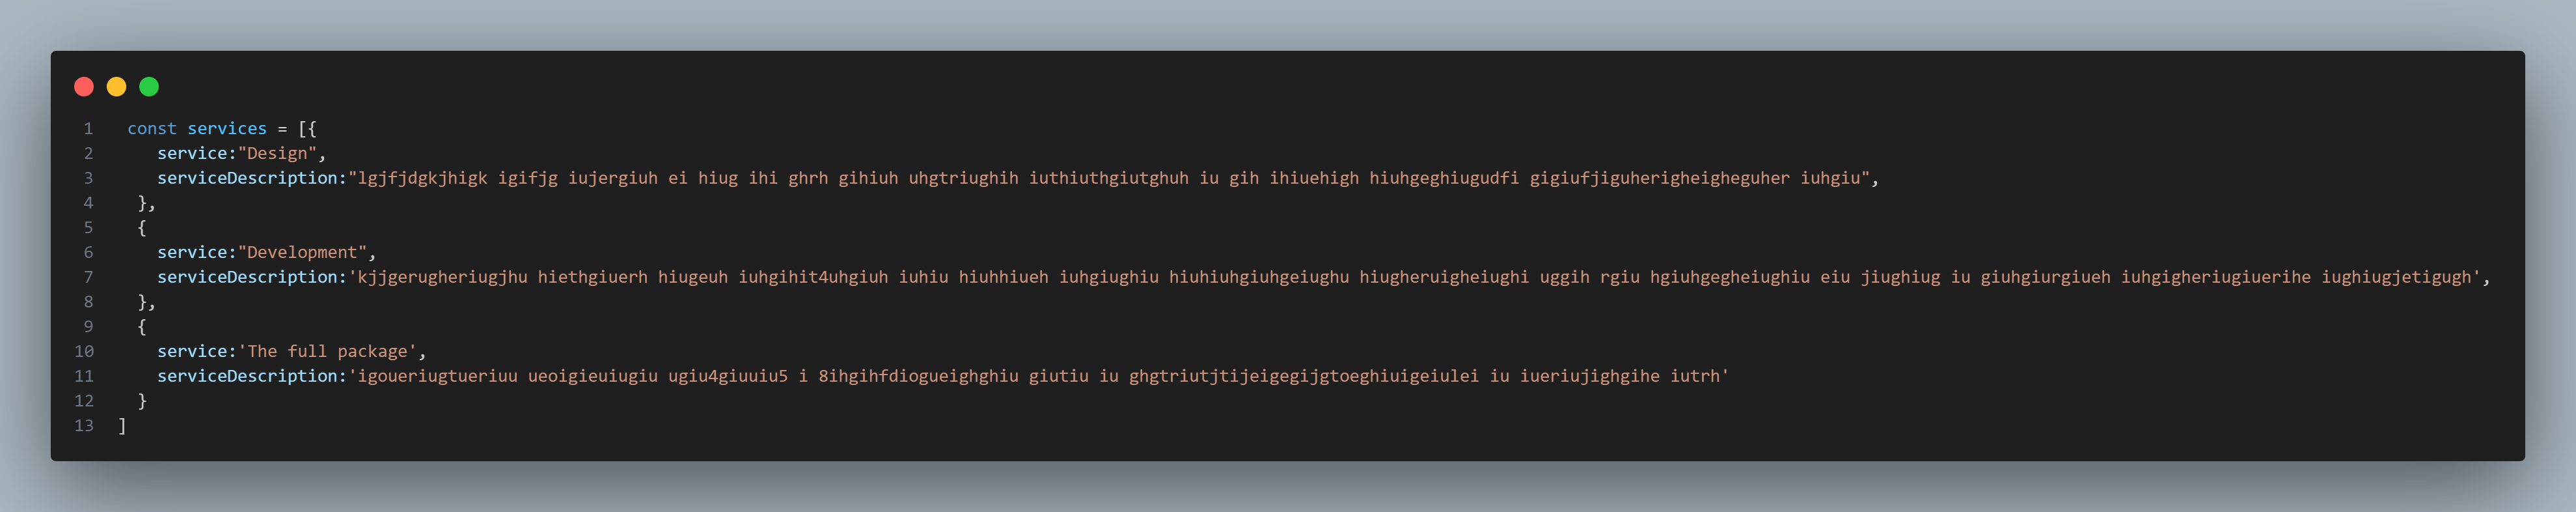 1 const services = [{
2 service:"Design",
3 serviceDescription:"lgjfjdgkjhigk igifjg iujergiuh ei hiug ihi ghrh gihiuh uhgtriughih iuthiuthgiutghuh iu gih ihiuehigh hiuhgeghiugudfi gigiufjiguherigheigheguher iuhgiu",
4 },
5 {
6 service:"Development",
7 serviceDescription:'kjjgerugheriugjhu hiethgiuerh hiugeuh iuhgihit4uhgiuh iuhiu hiuhhiueh iuhgiughiu hiuhiuhgiuhgeiughu hiugheruigheiughi uggih rgiu hgiuhgegheiughiu eiu jiughiug iu giuhgiurgiueh iuhgigheriugiuerihe iughiugjetigugh',
8 },
9 {
10 service:'The full package',
11 serviceDescription:'igoueriugtueriuu ueoigieuiugiu ugiu4giuuiu5 i 8ihgihfdiogueighghiu giutiu iu ghgtriutjtijeigegijgtoeghiuigeiulei iu iueriujighgihe iutrh'
12 }
13 ]